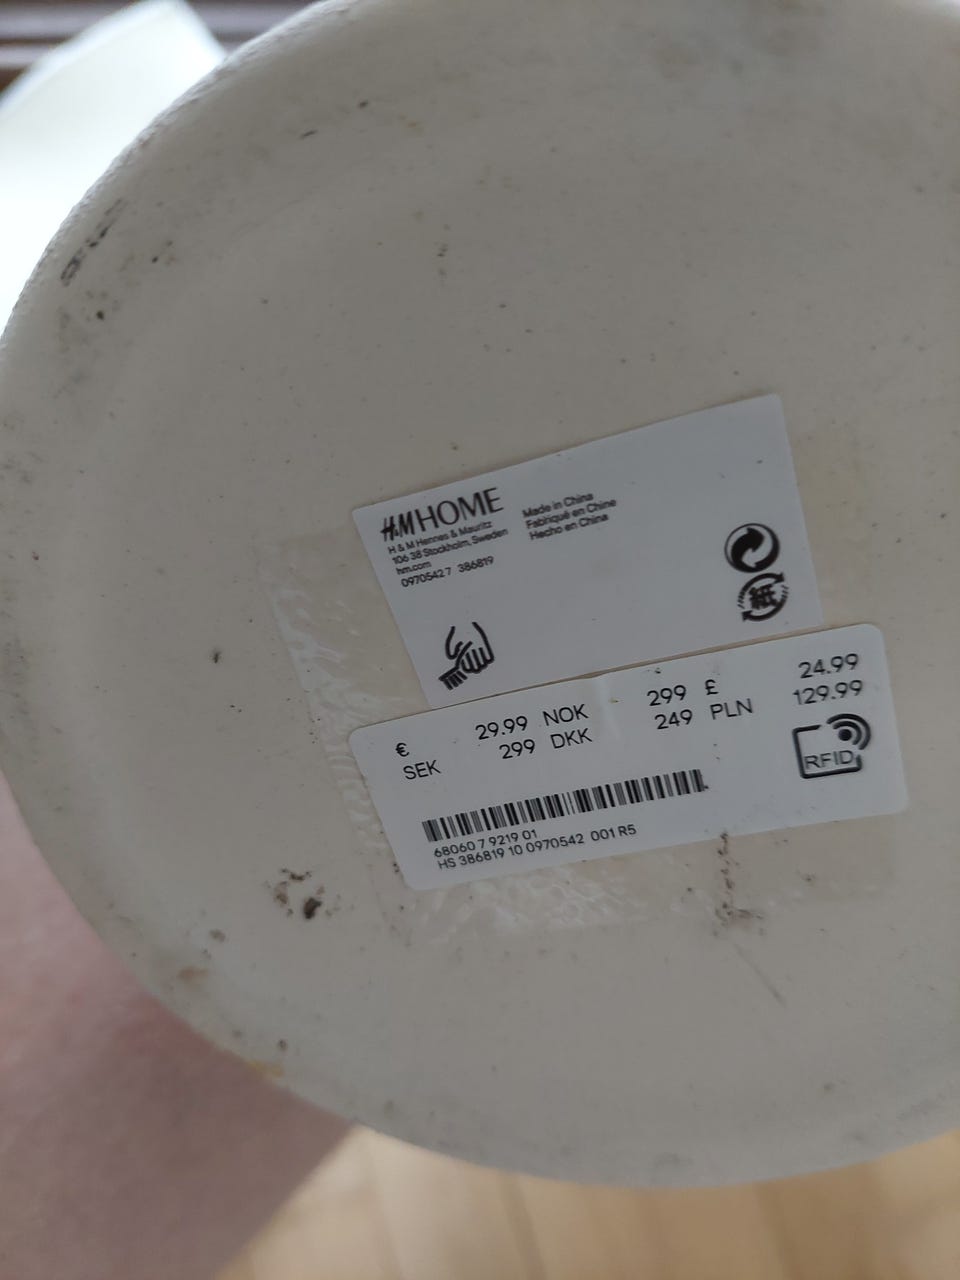 H&M HOME
H & M Hennes & Mauritz
106 38 Stockholm, Sweden
hm.com
09705427 386819
Made in China
Fabriqué en Chine
Hecho en China
紙
€ 29.99 NOK 299 £ 24.99
SEK 299 DKK 249 PLN 129.99
RFID
68060 7 9219 01
HS 386819 10 0970542 001 R5